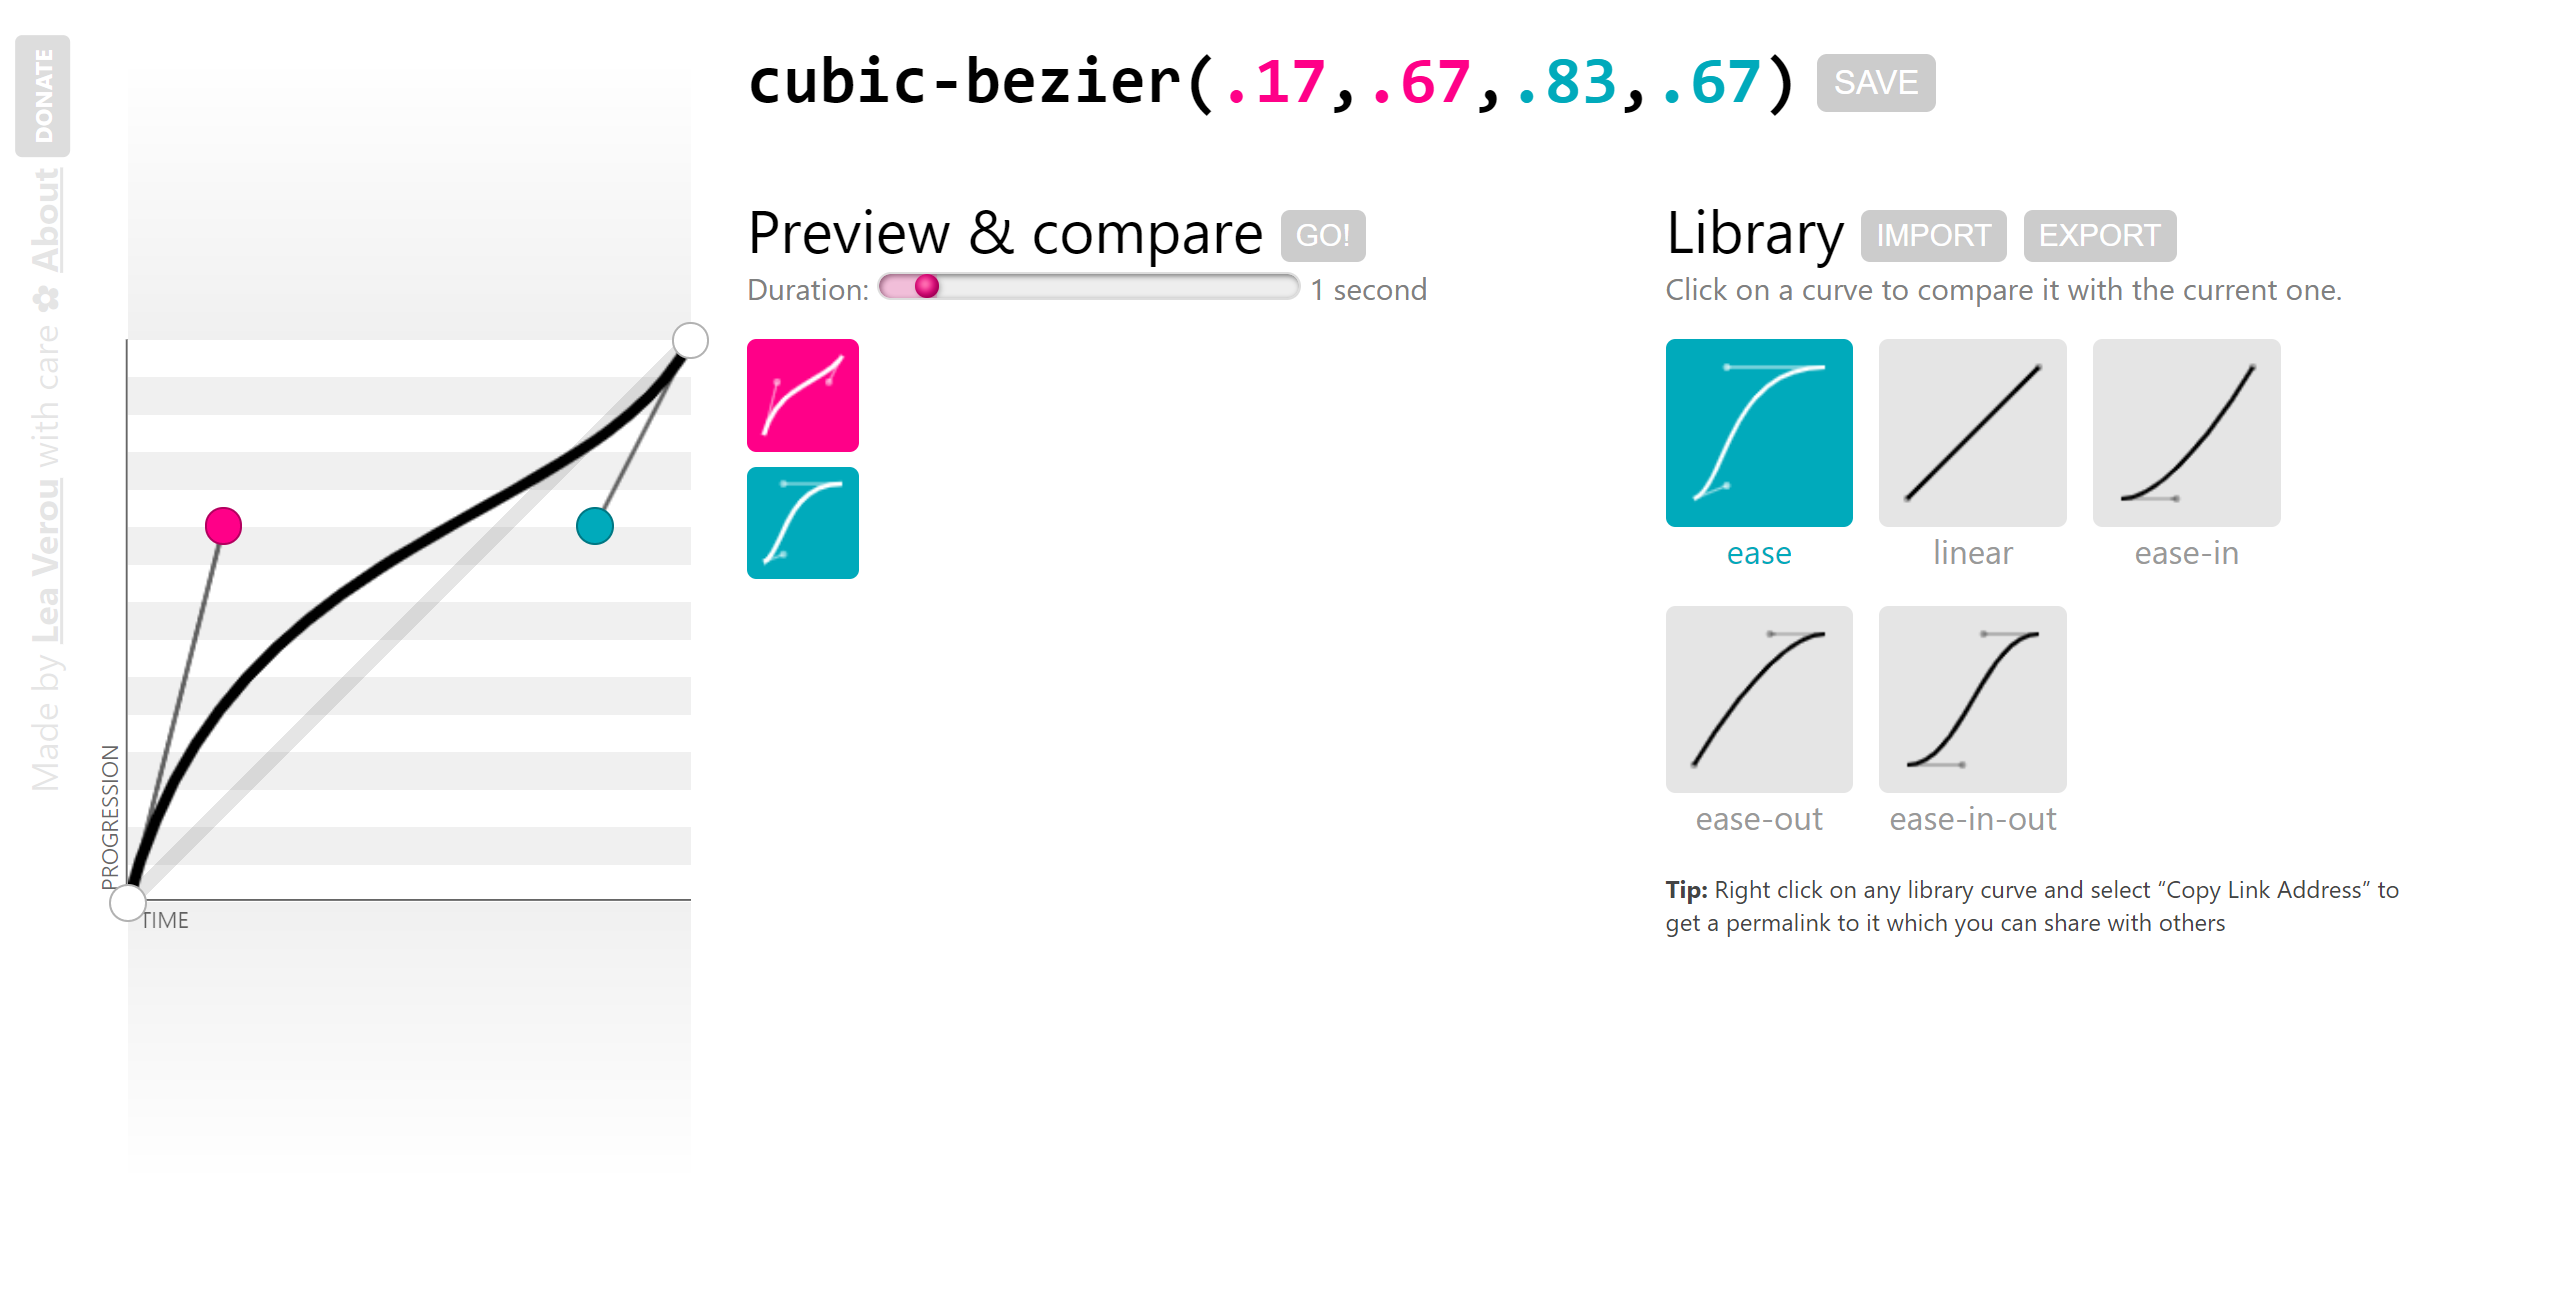 cubic-bezier(.17,.67,.83,.67) SAVE
Made by Lea Verou with care ✿ About DONATE
PROGRESSION
TIME
Preview & compare GO!
Duration: 1 second
Library IMPORT EXPORT
Click on a curve to compare it with the current one.
ease linear ease-in
ease-out ease-in-out
Tip: Right click on any library curve and select “Copy Link Address” to
get a permalink to it which you can share with others